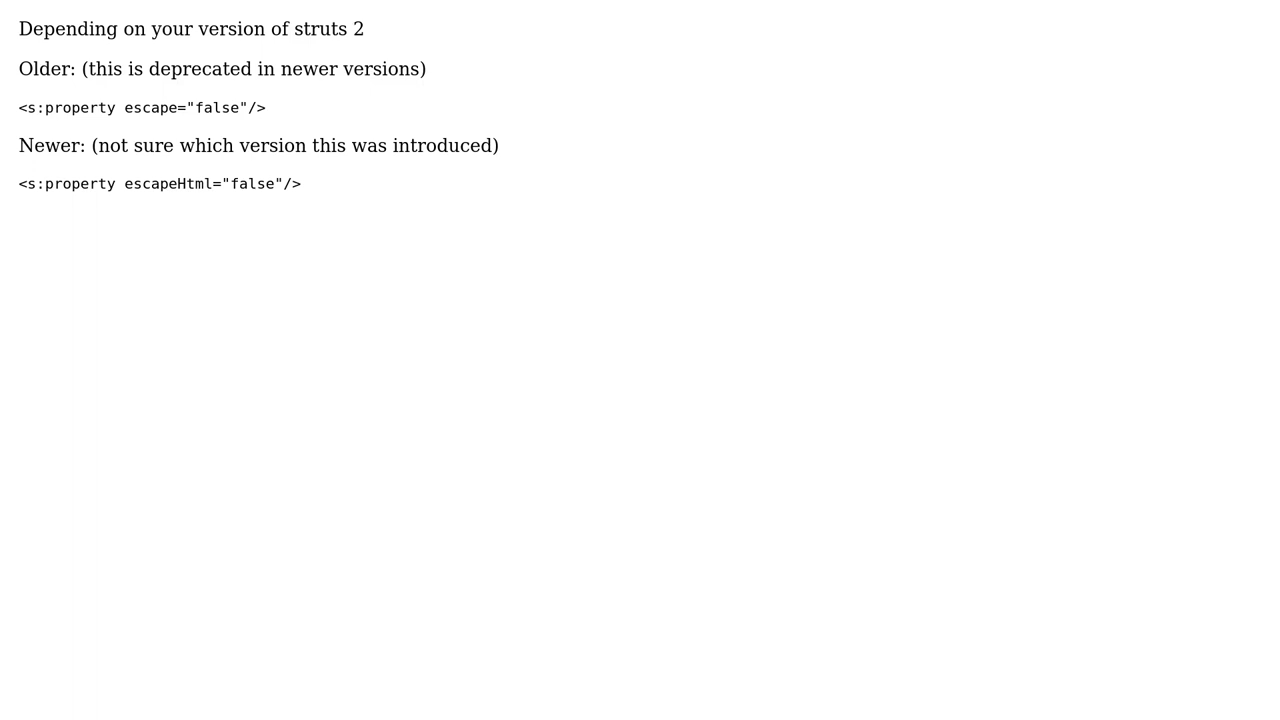 Depending on your version of struts 2
Older: (this is deprecated in newer versions)
<s:property escape="false"/>
Newer: (not sure which version this was introduced)
<s:property escapeHtml="false"/>